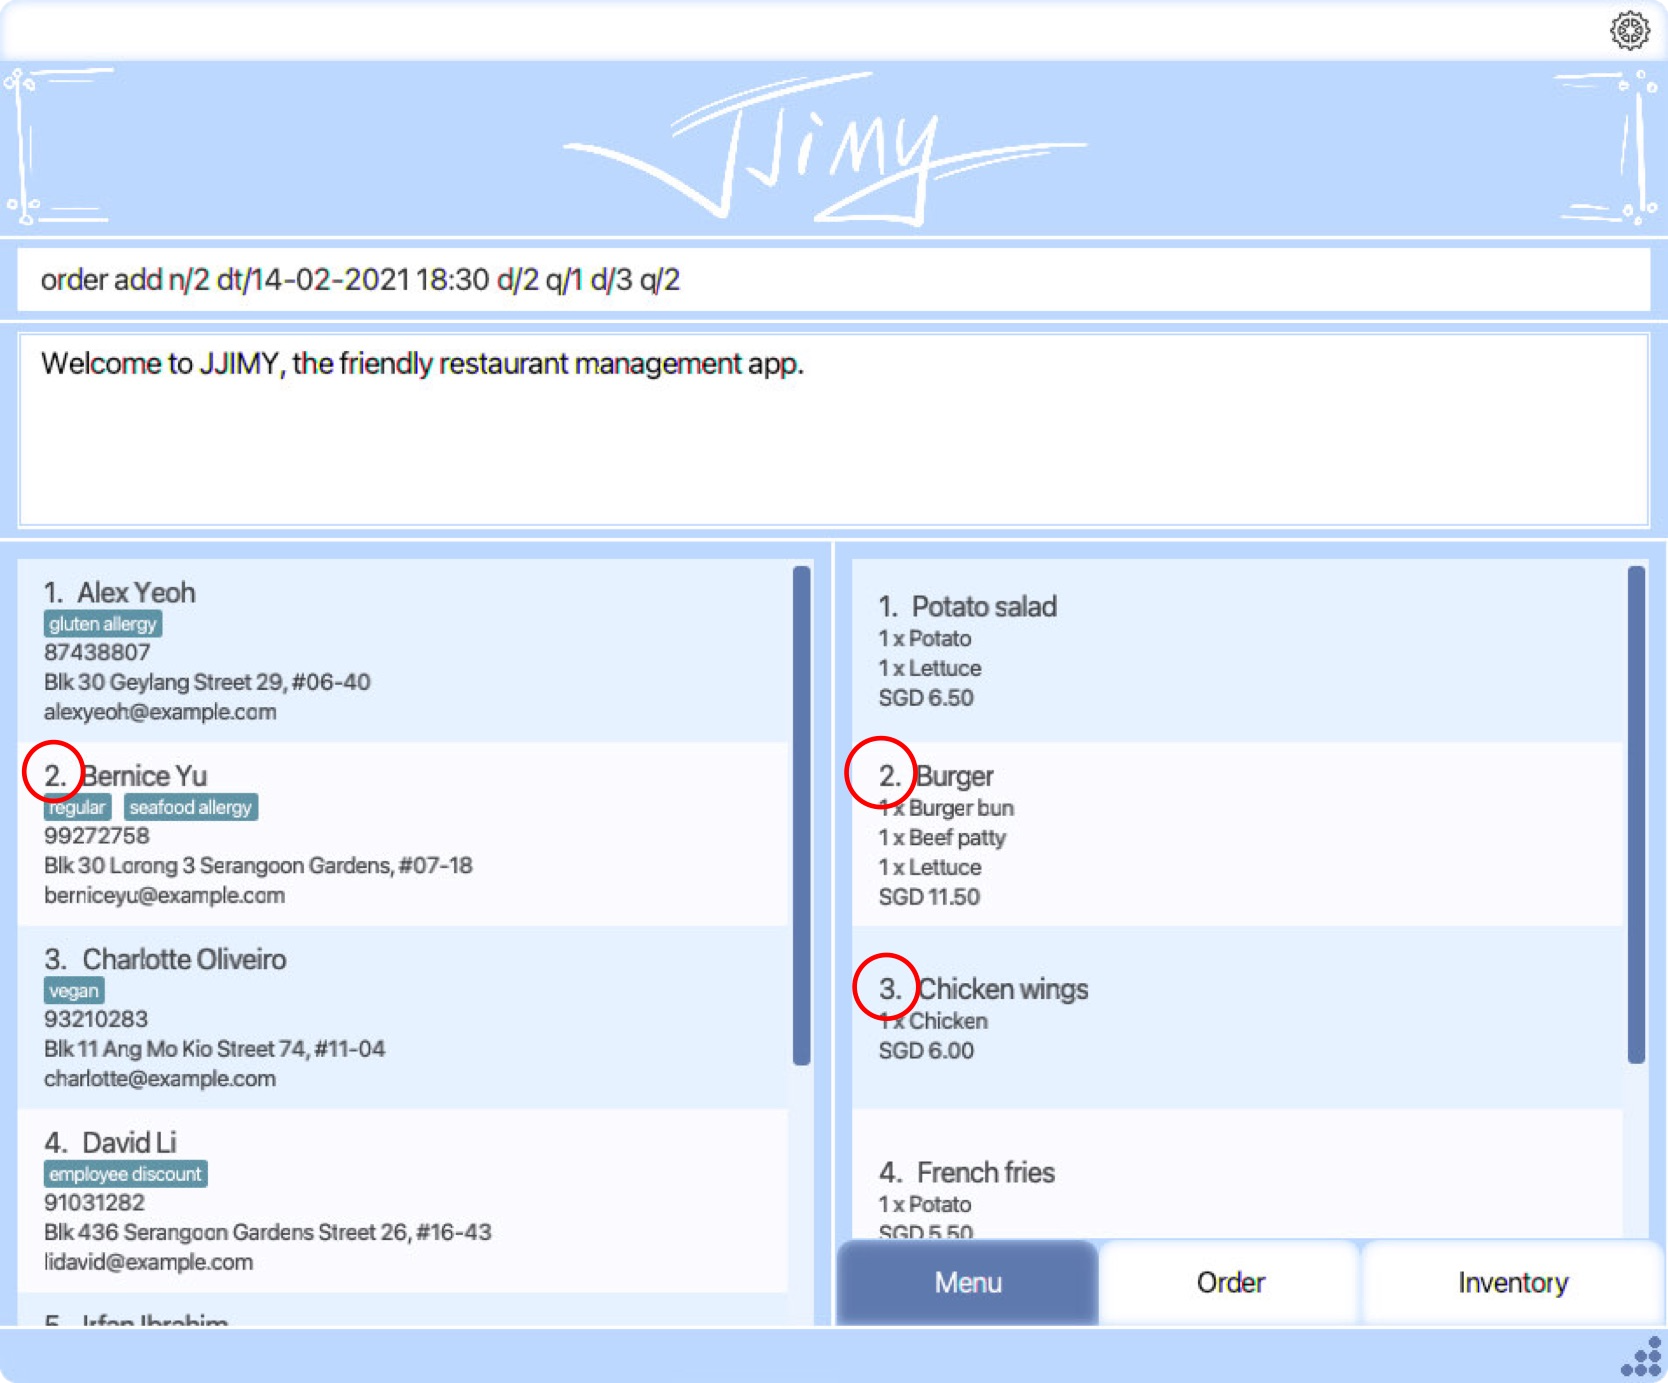 JJiMY
order add n/2 dt/14-02-2021 18:30 d/2 q/1 d/3 q/2
Welcome to JJIMY, the friendly restaurant management app.
1. Alex Yeoh
gluten allergy
87438807
Blk 30 Geylang Street 29, #06-40
alexyeoh@example.com
2. Bernice Yu
regular seafood allergy
99272758
Blk 30 Lorong 3 Serangoon Gardens, #07-18
berniceyu@example.com
3. Charlotte Oliveiro
vegan
93210283
Blk 11 Ang Mo Kio Street 74, #11-04
charlotte@example.com
4. David Li
employee discount
91031282
Blk 436 Serangoon Gardens Street 26, #16-43
lidavid@example.com
5. Irfan Ibrahim
1. Potato salad
1 x Potato
1 x Lettuce
SGD 6.50
2. Burger
1 x Burger bun
1 x Beef patty
1 x Lettuce
SGD 11.50
3. Chicken wings
1 x Chicken
SGD 6.00
4. French fries
1 x Potato
SGD 5.50
Menu Order Inventory